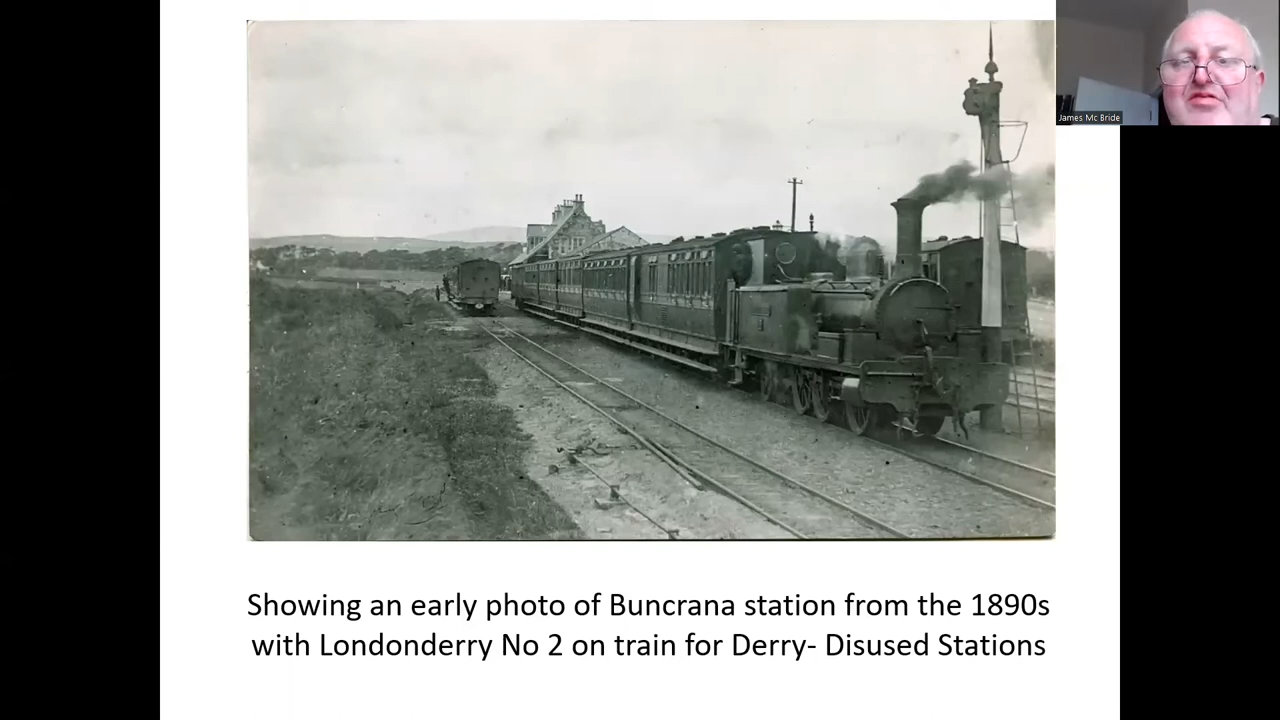 James Mc Bride
Showing an early photo of Buncrana station from the 1890s
with Londonderry No 2 on train for Derry- Disused Stations